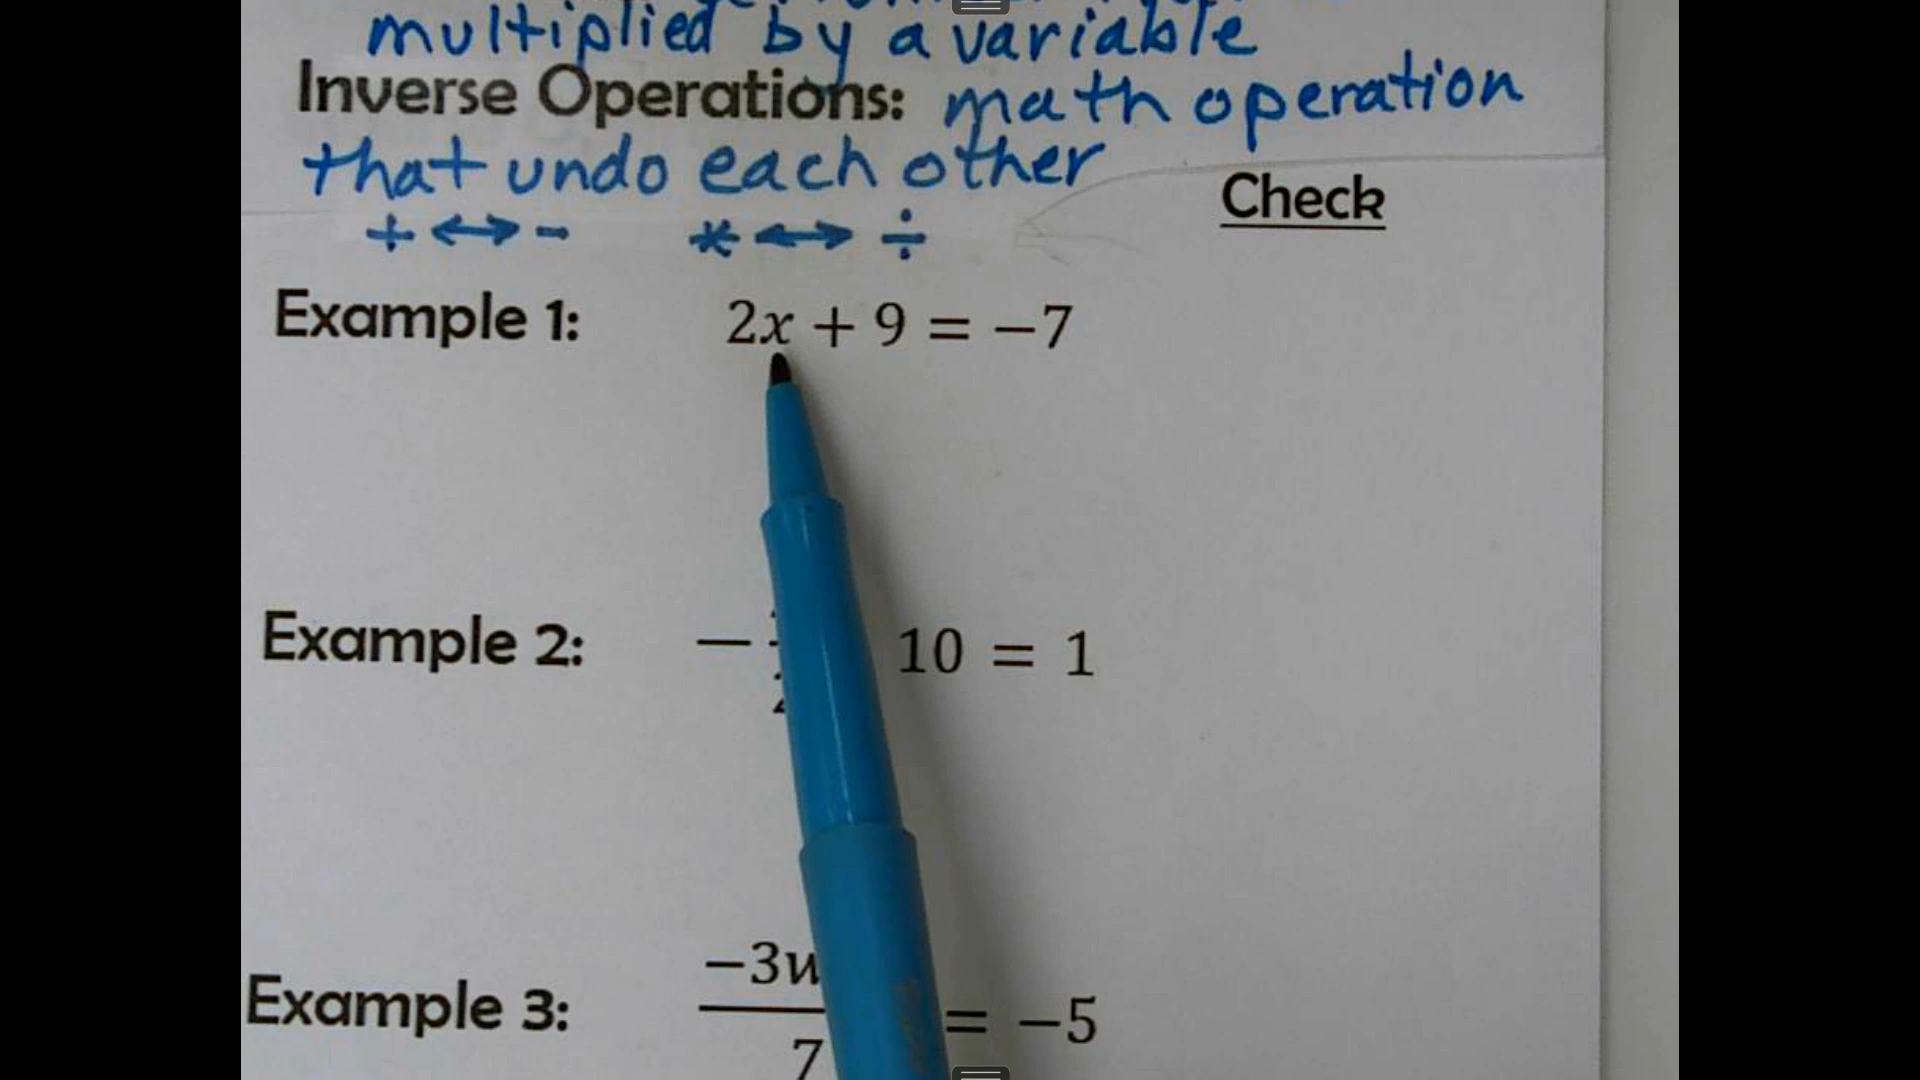 multiplied by a variable
Inverse Operations: math operation
that undo each other
+ ↔ - * ↔ ÷
Check
Example 1: 2x + 9 = −7
Example 2: − 10 = 1
Example 3: −3w
7 = −5